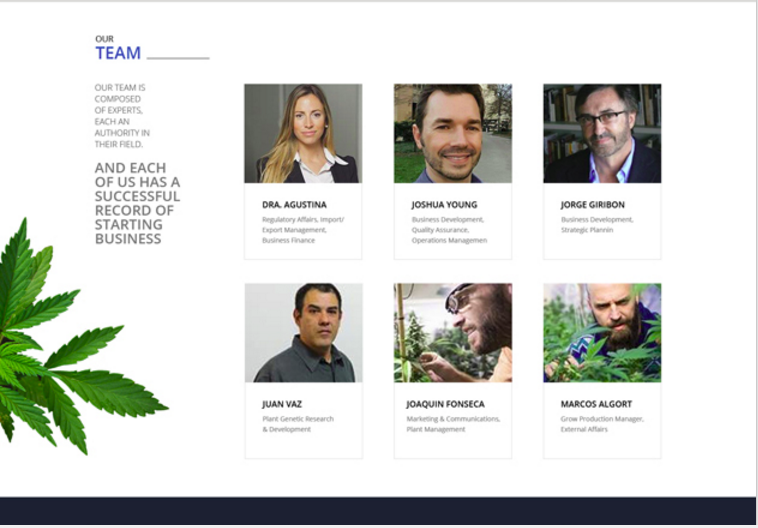 OUR
TEAM
OUR TEAM IS
COMPOSED
OF EXPERTS,
EACH AN
AUTHORITY IN
THEIR FIELD.
AND EACH
OF US HAS A
SUCCESSFUL
RECORD OF
STARTING
BUSINESS
DRA. AGUSTINA
Regulatory Affairs, Import/
Export Management,
Business Finance
JOSHUA YOUNG
Business Development,
Quality Assurance,
Operations Managemen
JORGE GIRIBON
Business Development,
Strategic Plannin
JUAN VAZ
Plant Genetic Research
& Development
JOAQUIN FONSECA
Marketing & Communications,
Plant Management
MARCOS ALGORT
Grow Production Manager,
External Affairs